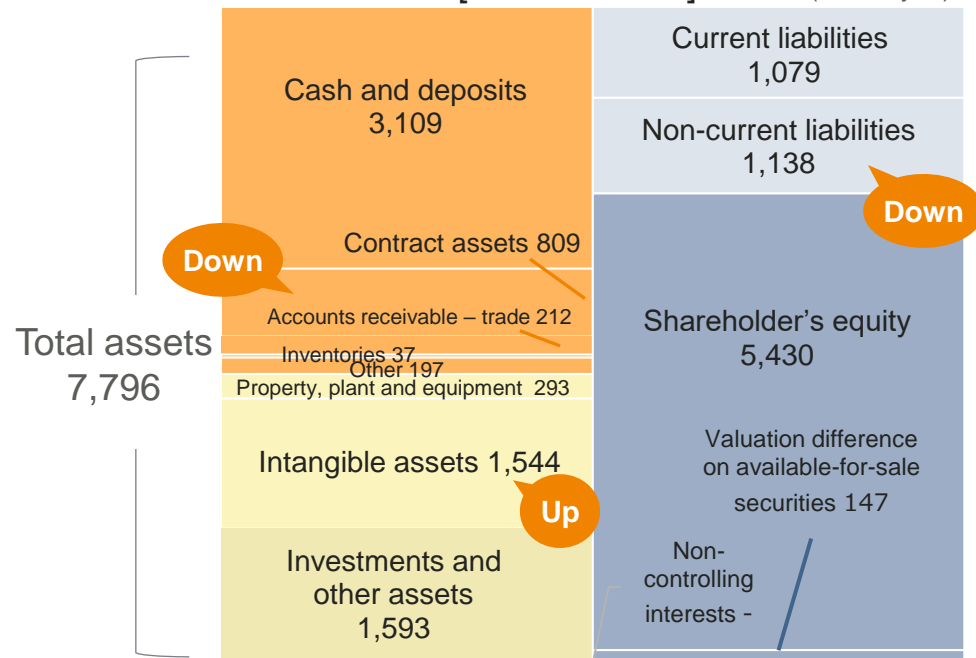 Cash and deposits
3,109
Contract assets 809
Down
Accounts receivable – trade 212
Inventories 37
Other 197
Property, plant and equipment 293
Intangible assets 1,544
Up
Investments and
other assets
1,593
Total assets
7,796
Current liabilities
1,079
Non-current liabilities
1,138
Down
Shareholder's equity
5,430
Valuation difference
on available-for-sale
securities 147
Non-
controlling
interests -